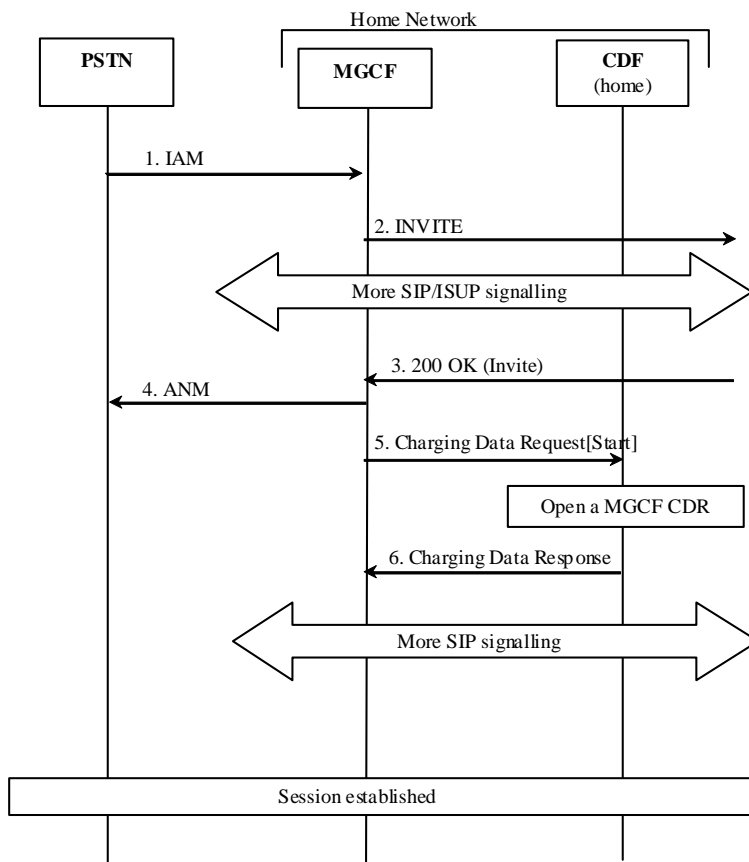 Home Network
PSTN
MGCF
CDF
(home)
1. IAM
2. INVITE
More SIP/ISUP signalling
3. 200 OK (Invite)
4. ANM
5. Charging Data Request[Start]
Open a MGCF CDR
6. Charging Data Response
More SIP signalling
Session established